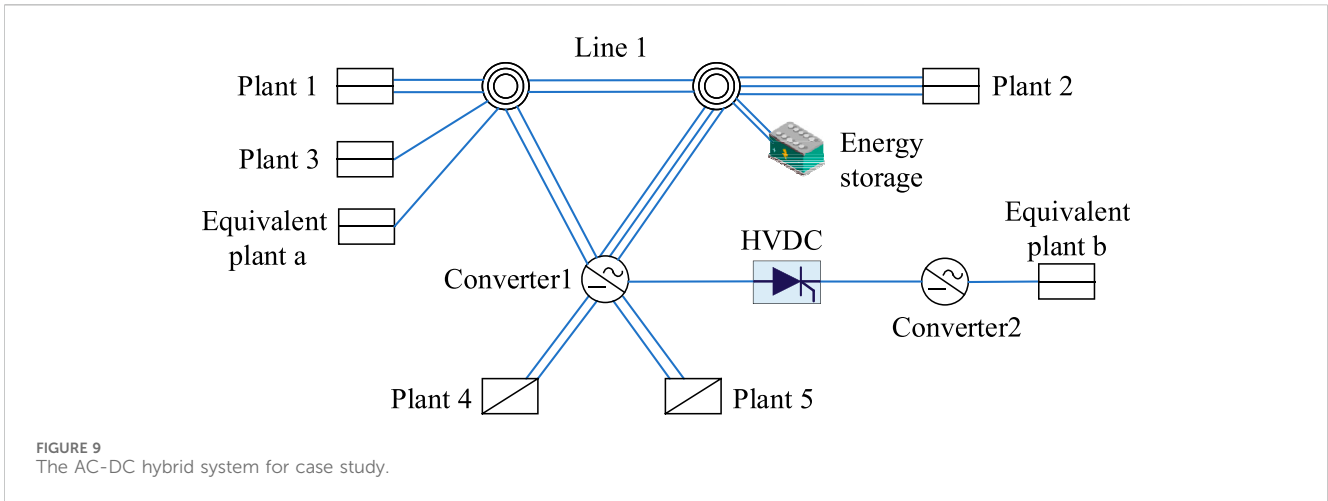 Line 1
Plant 1
Plant 2
Plant 3
Energy
storage
Equivalent
plant a
Equivalent
plant b
HVDC
Converter1
Converter2
Plant 4
Plant 5
FIGURE 9
The AC-DC hybrid system for case study.